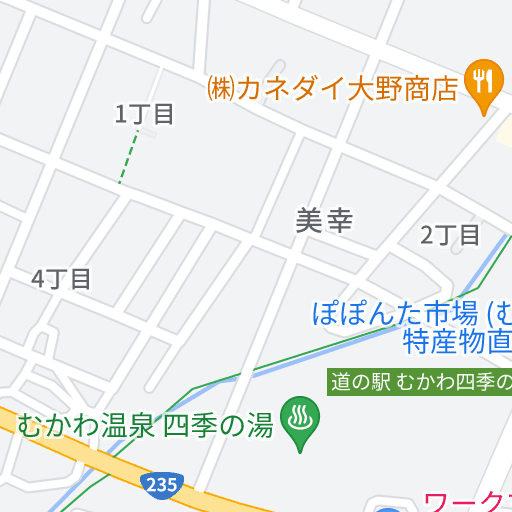 ㈱カネダイ大野商店
1丁目
美幸
2丁目
4丁目
ぽぽんた市場 (む
特産物直
道の駅 むかわ四季の
むかわ温泉 四季の湯
235
ワーク